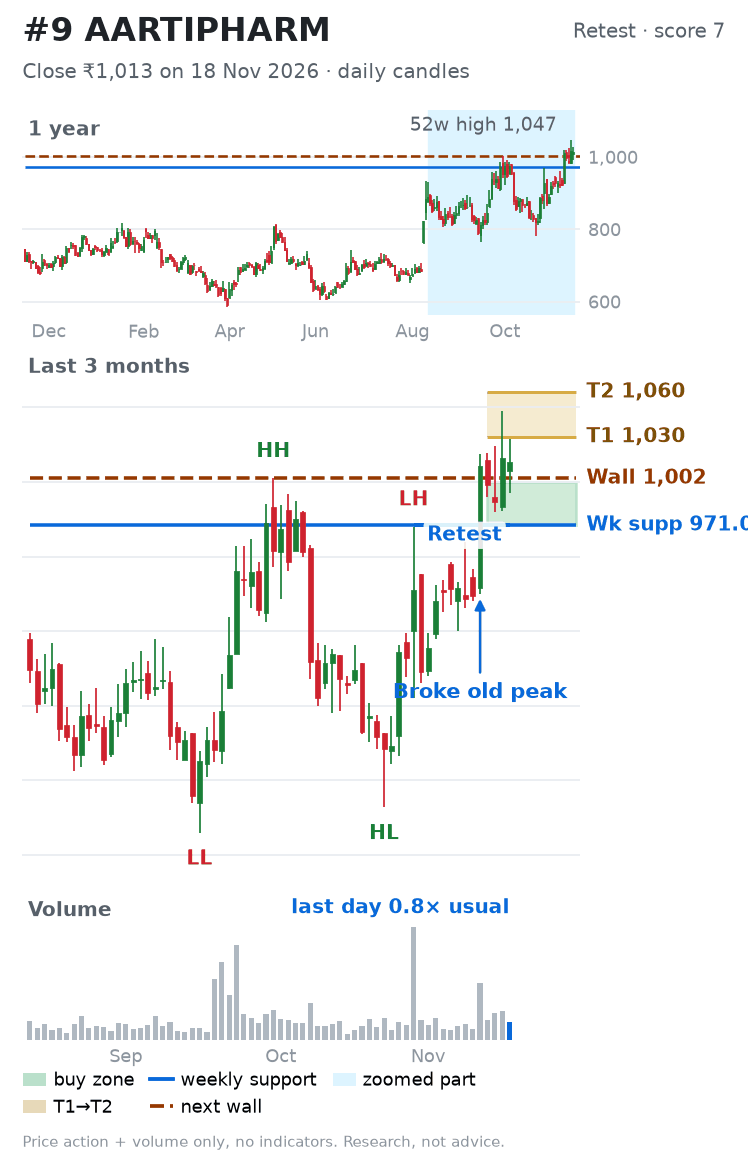 #9 AARTIPHARM
Retest · score 7
Close ₹1,013 on 18 Nov 2026 · daily candles
1 year
52w high 1,047
1,000
800
600
Dec Feb Apr Jun Aug Oct
Last 3 months
T2 1,060
HH
T1 1,030
Wall 1,002
LH
Wk supp 971.0
Retest
Broke old peak
HL
LL
Volume
last day 0.8× usual
Sep Oct Nov
buy zone
weekly support
zoomed part
T1→T2
next wall
Price action + volume only, no indicators. Research, not advice.